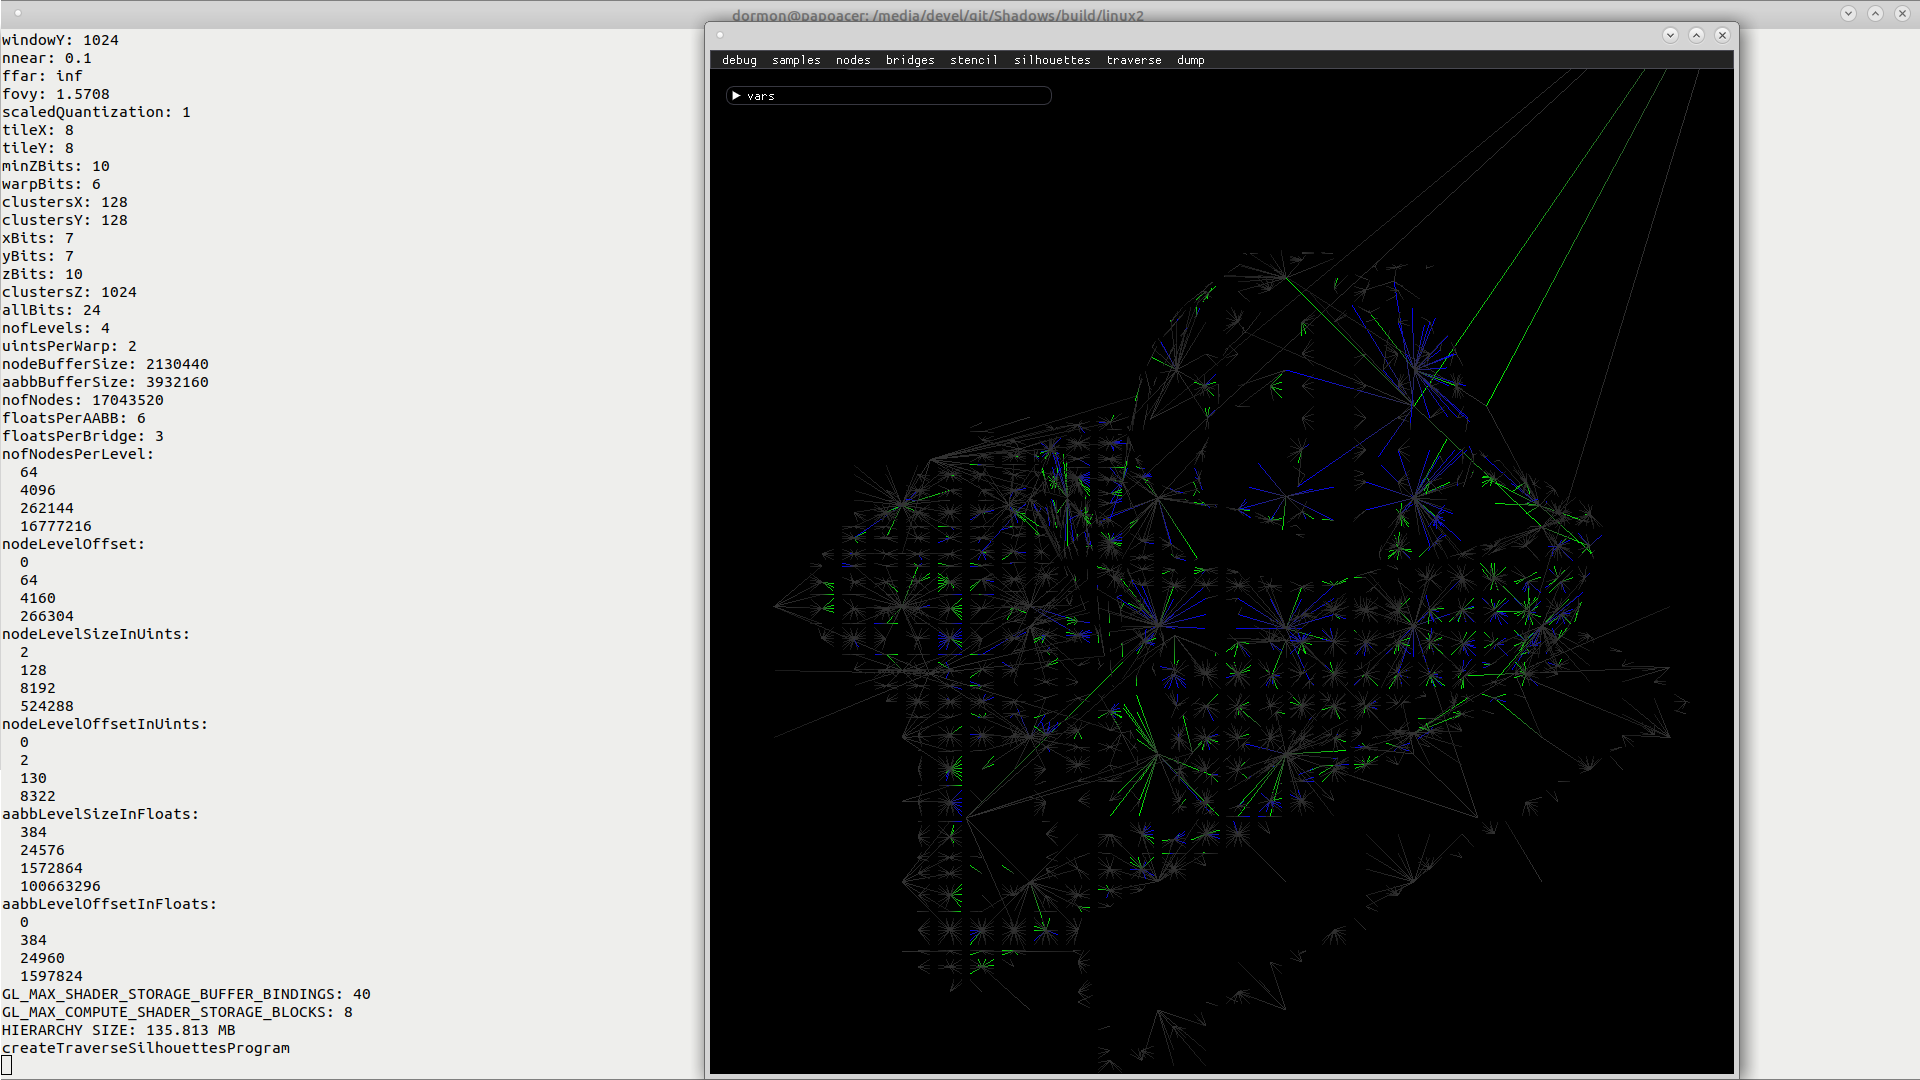 dormon@papoacer: /media/devel/git/Shadows/build/linux2
windowY: 1024
nnear: 0.1
ffar: inf
fovy: 1.5708
scaledQuantization: 1
tileX: 8
tileY: 8
minZBits: 10
warpBits: 6
clustersX: 128
clustersY: 128
xBits: 7
yBits: 7
zBits: 10
clustersZ: 1024
allBits: 24
nofLevels: 4
uintsPerWarp: 2
nodeBufferSize: 2130440
aabbBufferSize: 3932160
nofNodes: 17043520
floatsPerAABB: 6
floatsPerBridge: 3
nofNodesPerLevel:
64
4096
262144
16777216
nodeLevelOffset:
0
64
4160
266304
nodeLevelSizeInUints:
2
128
8192
524288
nodeLevelOffsetInUints:
0
2
130
8322
aabbLevelSizeInFloats:
384
24576
1572864
100663296
aabbLevelOffsetInFloats:
0
384
24960
1597824
GL_MAX_SHADER_STORAGE_BUFFER_BINDINGS: 40
GL_MAX_COMPUTE_SHADER_STORAGE_BLOCKS: 8
HIERARCHY SIZE: 135.813 MB
createTraverseSilhouettesProgram
debug samples nodes bridges stencil silhouettes traverse dump
vars